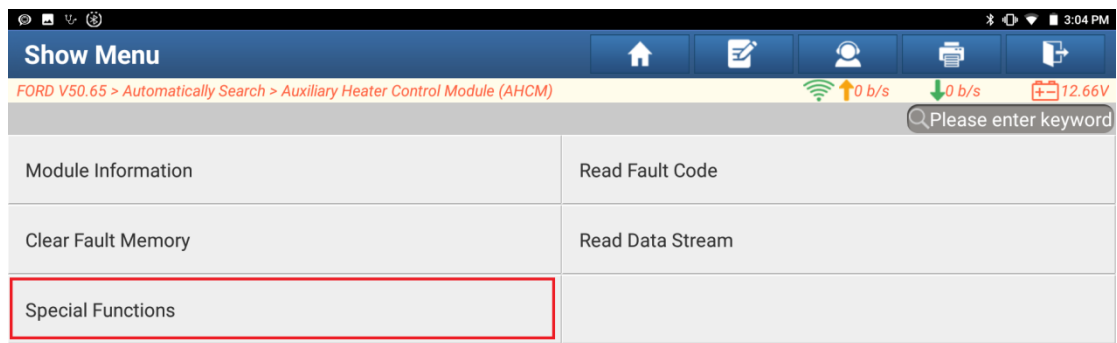 3:04 PM
Show Menu
FORD V50.65 > Automatically Search > Auxiliary Heater Control Module (AHCM) 0 b/s 0 b/s 12.66V
Please enter keyword
Module Information Read Fault Code
Clear Fault Memory Read Data Stream
Special Functions